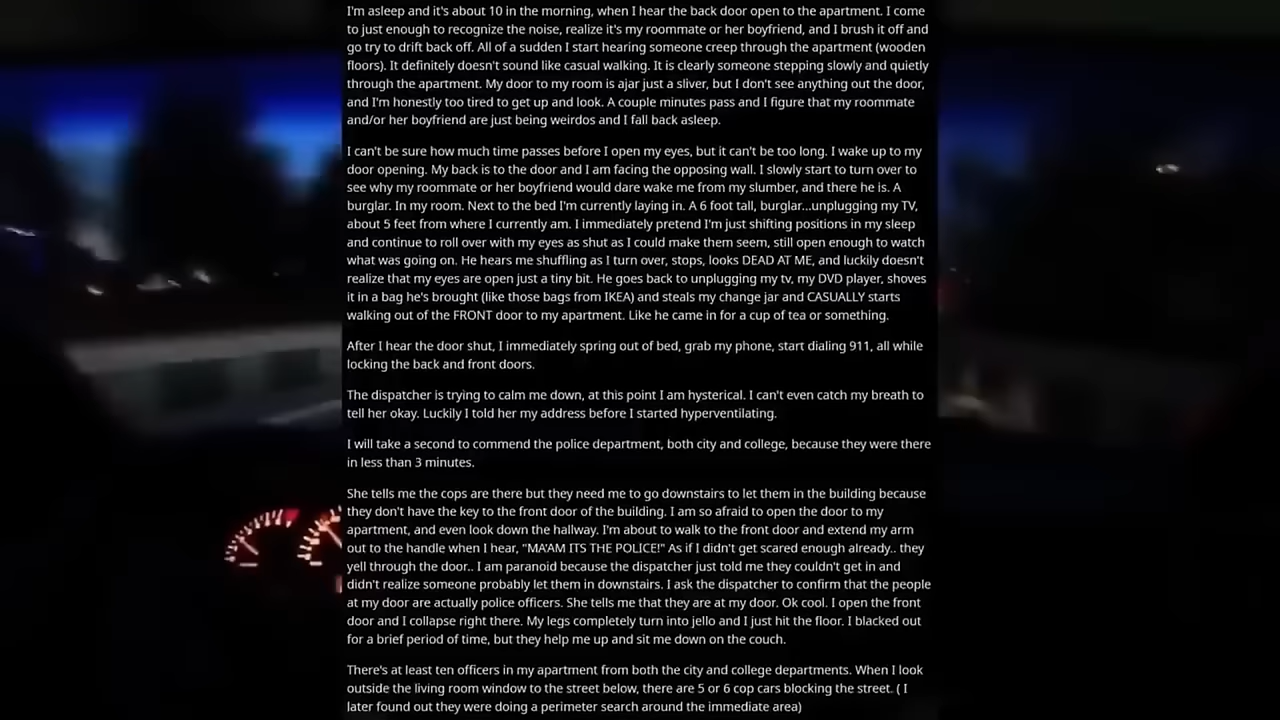 I'm asleep and it's about 10 in the morning, when I hear the back door open to the apartment. I come
to just enough to recognize the noise, realize it's my roommate or her boyfriend, and I brush it off and
go try to drift back off. All of a sudden I start hearing someone creep through the apartment (wooden
floors). It definitely doesn't sound like casual walking. It is clearly someone stepping slowly and quietly
through the apartment. My door to my room is ajar just a sliver, but I don't see anything out the door,
and I'm honestly too tired to get up and look. A couple minutes pass and I figure that my roommate
and/or her boyfriend are just being weirdos and I fall back asleep.
I can't be sure how much time passes before I open my eyes, but it can't be too long. I wake up to my
door opening. My back is to the door and I am facing the opposing wall. I slowly start to turn over to
see why my roommate or her boyfriend would dare wake me from my slumber, and there he is. A
burglar. In my room. Next to the bed I'm currently laying in. A 6 foot tall, burglar...unplugging my TV,
about 5 feet from where I currently am. I immediately pretend I'm just shifting positions in my sleep
and continue to roll over with my eyes as shut as I could make them seem, still open enough to watch
what was going on. He hears me shuffling as I turn over, stops, looks DEAD AT ME, and luckily doesn't
realize that my eyes are open just a tiny bit. He goes back to unplugging my tv, my DVD player, shoves
it in a bag he's brought (like those bags from IKEA) and steals my change jar and CASUALLY starts
walking out of the FRONT door to my apartment. Like he came in for a cup of tea or something.
After I hear the door shut, I immediately spring out of bed, grab my phone, start dialing 911, all while
locking the back and front doors.
The dispatcher is trying to calm me down, at this point I am hysterical. I can't even catch my breath to
tell her okay. Luckily I told her my address before I started hyperventilating.
I will take a second to commend the police department, both city and college, because they were there
in less than 3 minutes.
She tells me the cops are there but they need me to go downstairs to let them in the building because
they don't have the key to the front door of the building. I am so afraid to open the door to my
apartment, and even look down the hallway. I'm about to walk to the front door and extend my arm
out to the handle when I hear, "MA'AM ITS THE POLICE!" As if I didn't get scared enough already.. they
yell through the door.. I am paranoid because the dispatcher just told me they couldn't get in and
didn't realize someone probably let them in downstairs. I ask the dispatcher to confirm that the people
at my door are actually police officers. She tells me that they are at my door. Ok cool. I open the front
door and I collapse right there. My legs completely turn into jello and I just hit the floor. I blacked out
for a brief period of time, but they help me up and sit me down on the couch.
There's at least ten officers in my apartment from both the city and college departments. When I look
outside the living room window to the street below, there are 5 or 6 cop cars blocking the street. ( I
later found out they were doing a perimeter search around the immediate area)